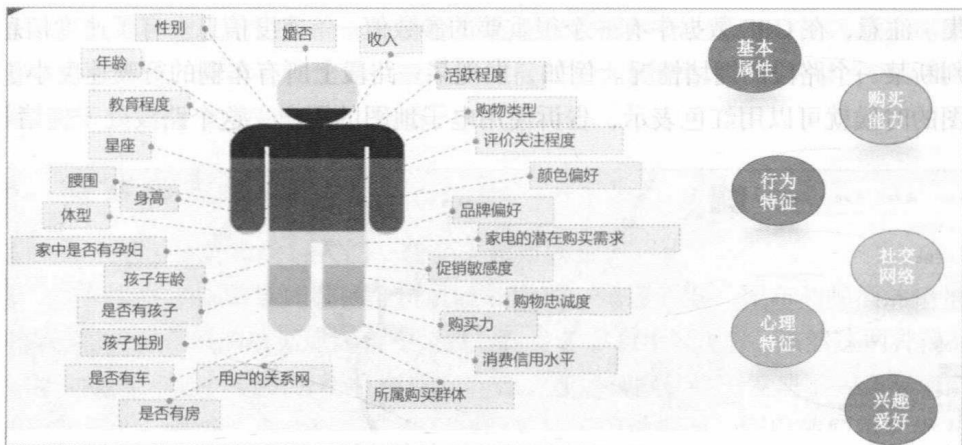 性别
婚否
收入
年龄
活跃程度
教育程度
购物类型
星座
评价关注程度
腰围
颜色偏好
身高
体型
品牌偏好
家中是否有孕妇
家电的潜在购买需求
孩子年龄
促销敏感度
是否有孩子
购物忠诚度
购买力
孩子性别
消费信用水平
是否有车
用户的关系网
所属购买群体
是否有房
基本
属性
购买
能力
行为
特征
社交
网络
心理
特征
兴趣
爱好